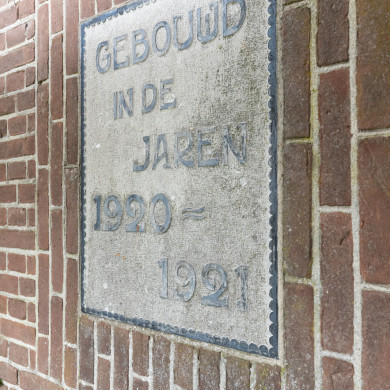 GEBOUWD
IN DE
JAREN
1920~
1921